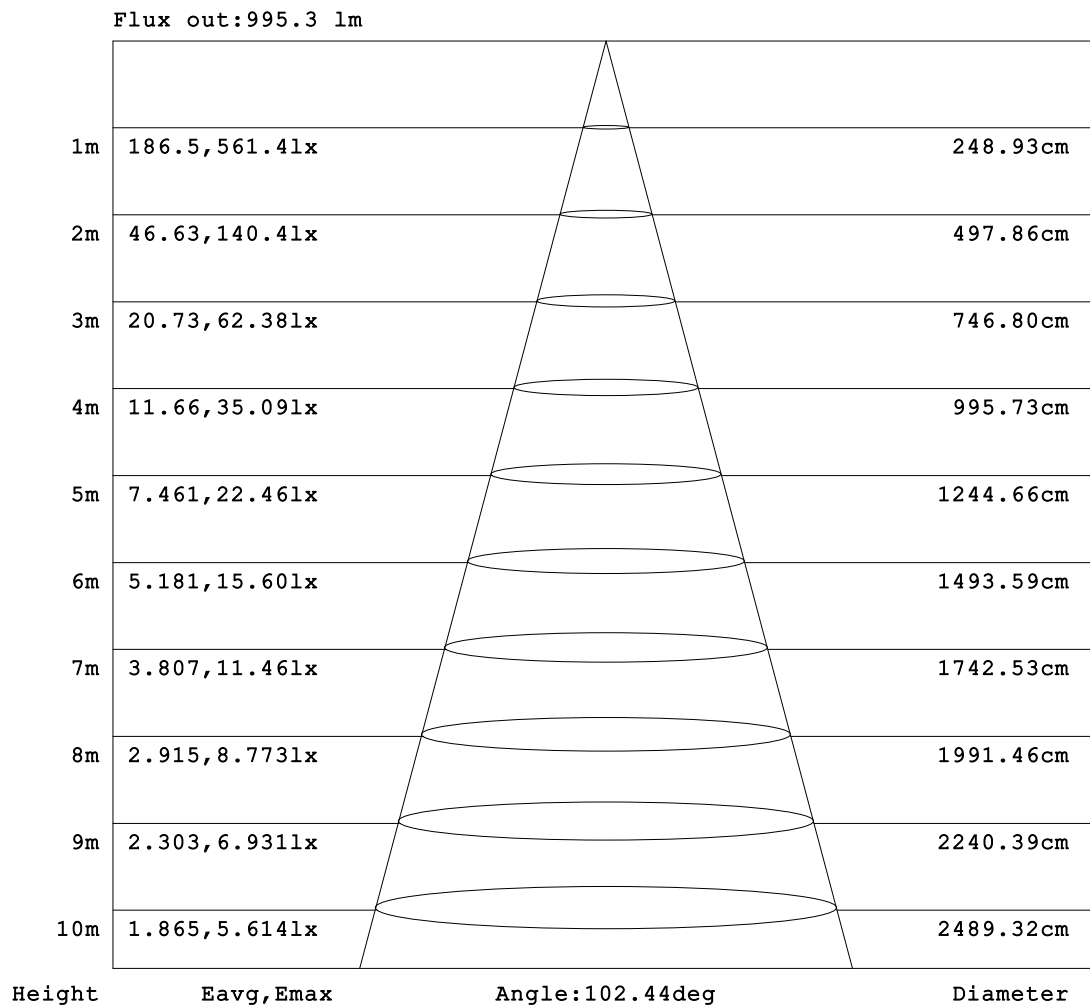 Flux out:995.3 lm
1m 186.5,561.4lx 248.93cm
2m 46.63,140.4lx 497.86cm
3m 20.73,62.38lx 746.80cm
4m 11.66,35.09lx 995.73cm
5m 7.461,22.46lx 1244.66cm
6m 5.181,15.60lx 1493.59cm
7m 3.807,11.46lx 1742.53cm
8m 2.915,8.773lx 1991.46cm
9m 2.303,6.931lx 2240.39cm
10m 1.865,5.614lx 2489.32cm
Height Eavg,Emax Angle:102.44deg Diameter